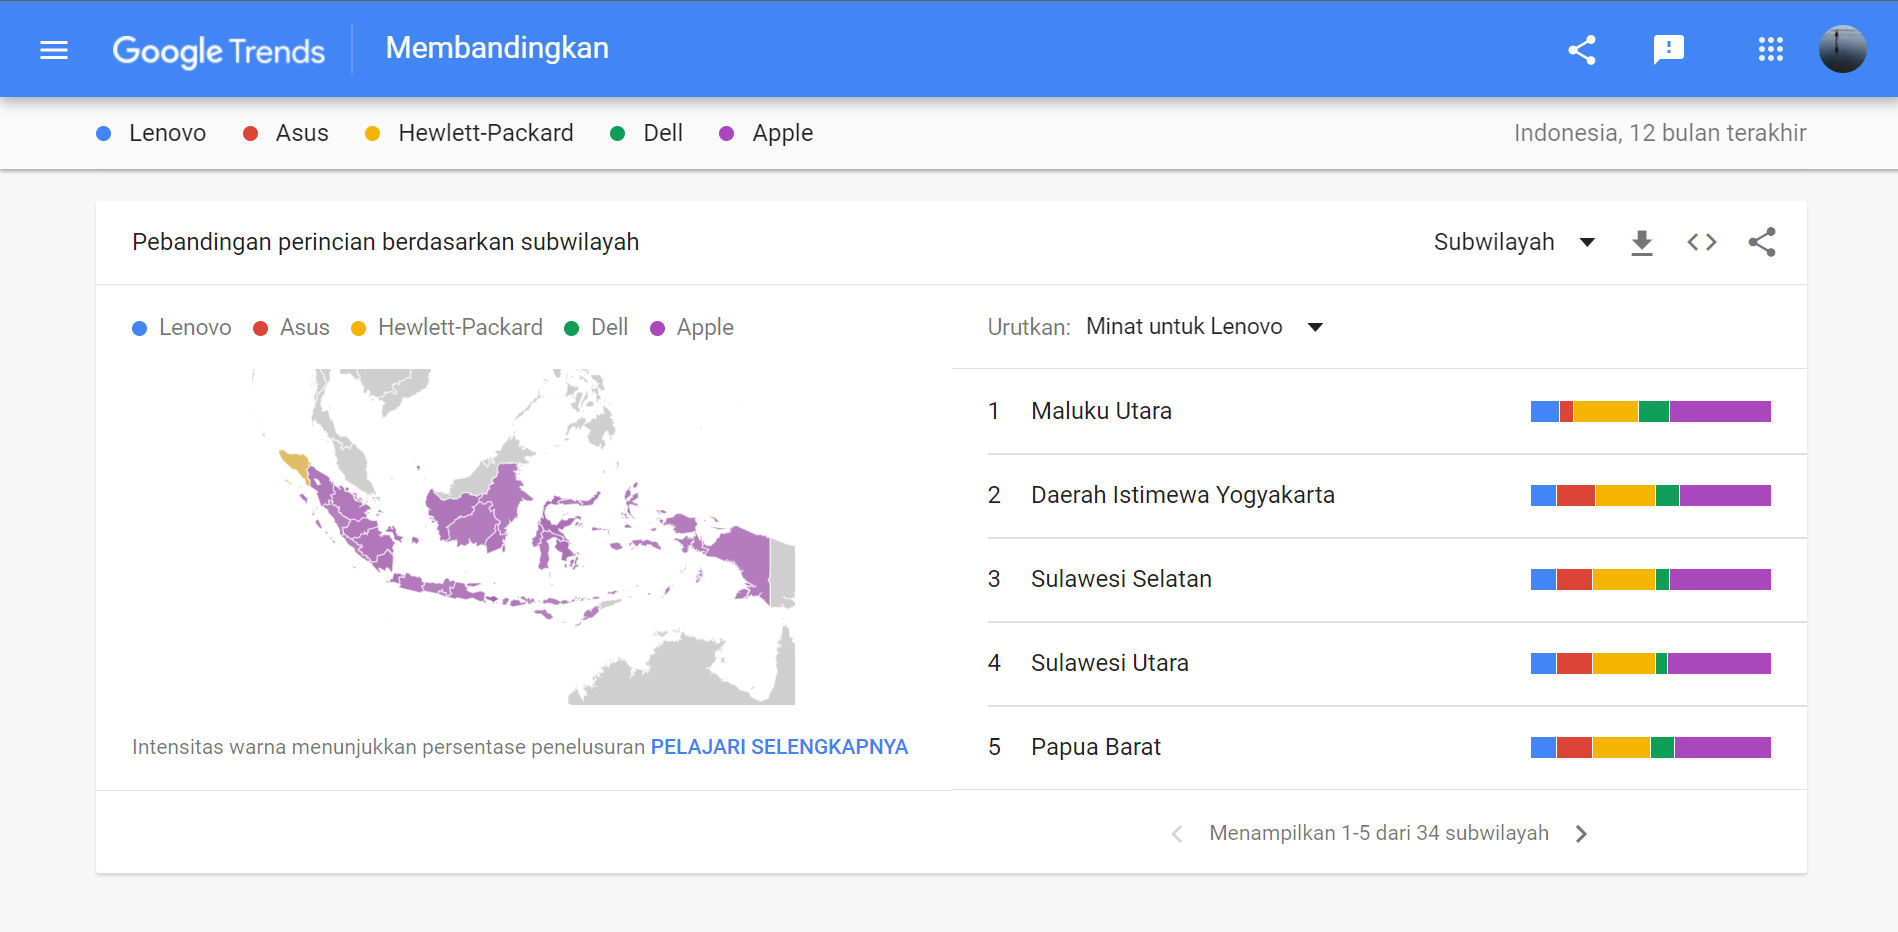 Google Trends
Membandingkan
Lenovo Asus Hewlett-Packard Dell Apple
Indonesia, 12 bulan terakhir
Pebandingan perincian berdasarkan subwilayah
Subwilayah
Lenovo Asus Hewlett-Packard Dell Apple
Intensitas warna menunjukkan persentase penelusuran PELAJARI SELENGKAPNYA
Urutkan: Minat untuk Lenovo
1 Maluku Utara
2 Daerah Istimewa Yogyakarta
3 Sulawesi Selatan
4 Sulawesi Utara
5 Papua Barat
Menampilkan 1-5 dari 34 subwilayah